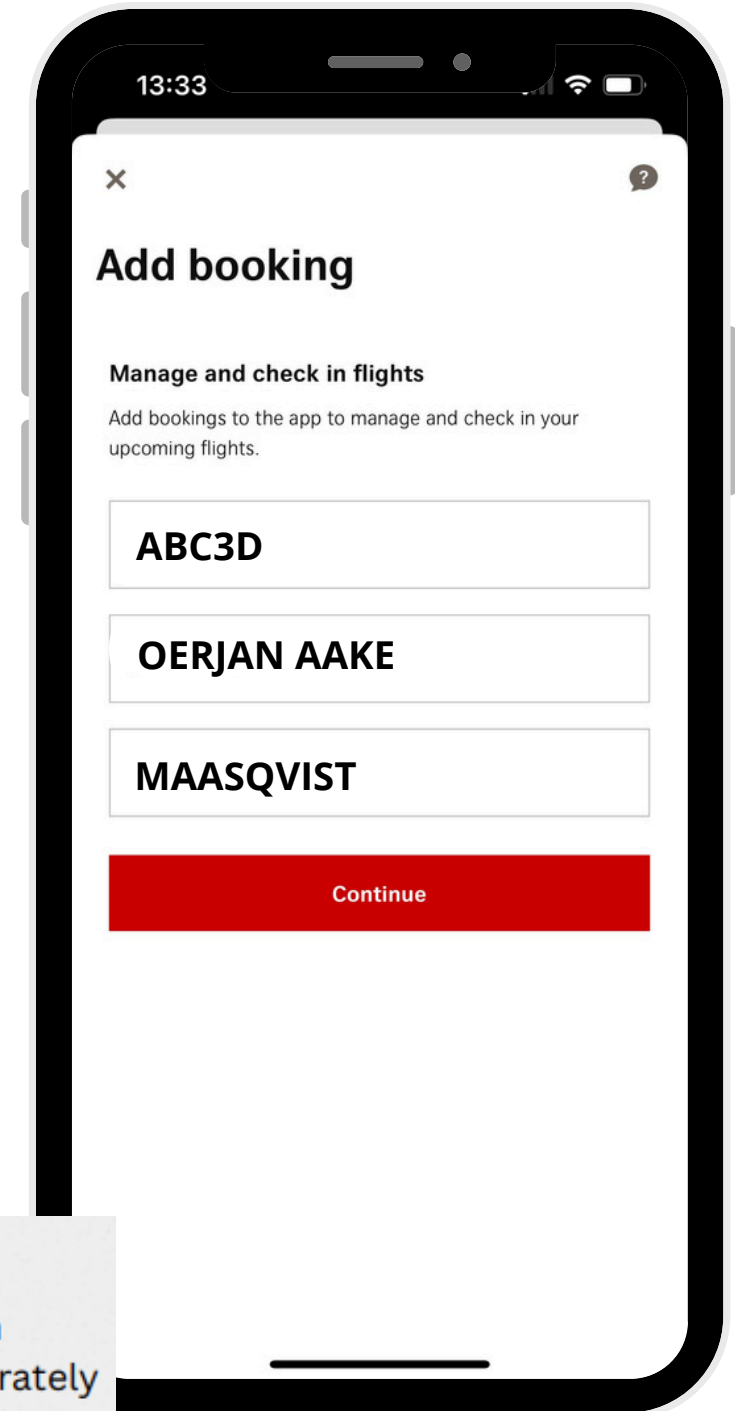 13:33
Add booking
Manage and check in flights
Add bookings to the app to manage and check in your
upcoming flights.
ABC3D
OERJAN AAKE
MAASQVIST
Continue
rately